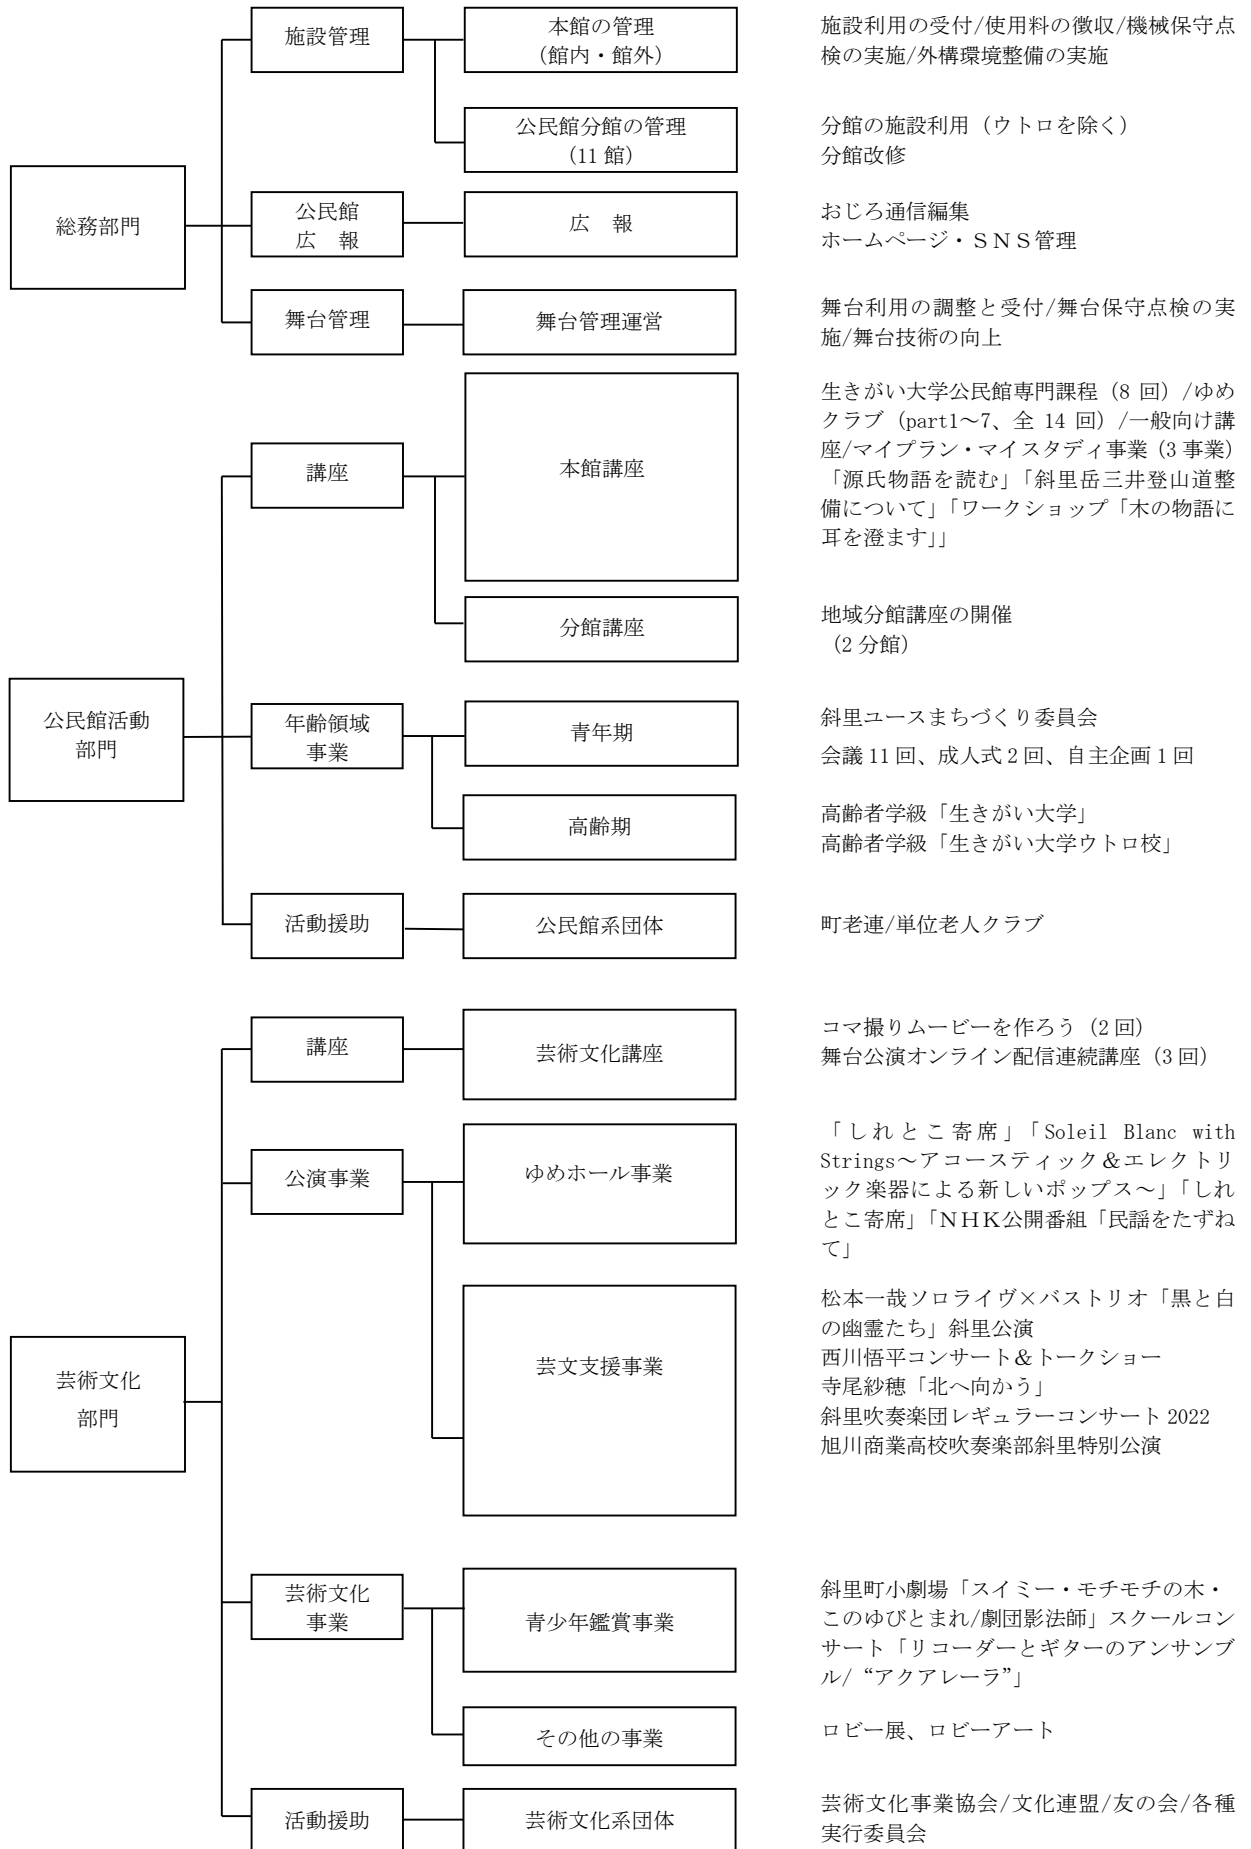 総務部門
施設管理
本館の管理
(館内・館外)
施設利用の受付/使用料の徴収/機械保守点
検の実施/外構環境整備の実施
公民館分館の管理
(11 館)
分館の施設利用（ウトロを除く）
分館改修
公民館
広　報
広　報
おじろ通信編集
ホームページ・ＳＮＳ管理
舞台管理
舞台管理運営
舞台利用の調整と受付/舞台保守点検の実
施/舞台技術の向上
公民館活動
部門
講座
本館講座
生きがい大学公民館専門課程（8 回）/ゆめ
クラブ（part1～7、全 14 回）/一般向け講
座/マイプラン・マイスタディ事業（3 事業）
「源氏物語を読む」「斜里岳三井登山道整
備について」「ワークショップ「木の物語に
耳を澄ます」」
分館講座
地域分館講座の開催
（2 分館）
年齢領域
事業
青年期
斜里ユースまちづくり委員会
会議 11 回、成人式 2 回、自主企画 1 回
高齢期
高齢者学級「生きがい大学」
高齢者学級「生きがい大学ウトロ校」
活動援助
公民館系団体
町老連/単位老人クラブ
芸術文化
部門
講座
芸術文化講座
コマ撮りムービーを作ろう（2 回）
舞台公演オンライン配信連続講座（3 回）
公演事業
ゆめホール事業
「しれとこ寄席」「Soleil Blanc with
Strings～アコースティック＆エレクトリ
ック楽器による新しいポップス～」「しれ
とこ寄席」「ＮＨＫ公開番組「民謡をたずね
て」
芸文支援事業
松本一哉ソロライヴ×バストリオ「黒と白
の幽霊たち」斜里公演
西川悟平コンサート＆トークショー
寺尾紗穂「北へ向かう」
斜里吹奏楽団レギュラーコンサート 2022
旭川商業高校吹奏楽部斜里特別公演
芸術文化
事業
青少年鑑賞事業
斜里町小劇場「スイミー・モチモチの木・
このゆびとまれ/劇団影法師」スクールコン
サート「リコーダーとギターのアンサンブ
ル/ “アクアレーラ”」
その他の事業
ロビー展、ロビーアート
活動援助
芸術文化系団体
芸術文化事業協会/文化連盟/友の会/各種
実行委員会